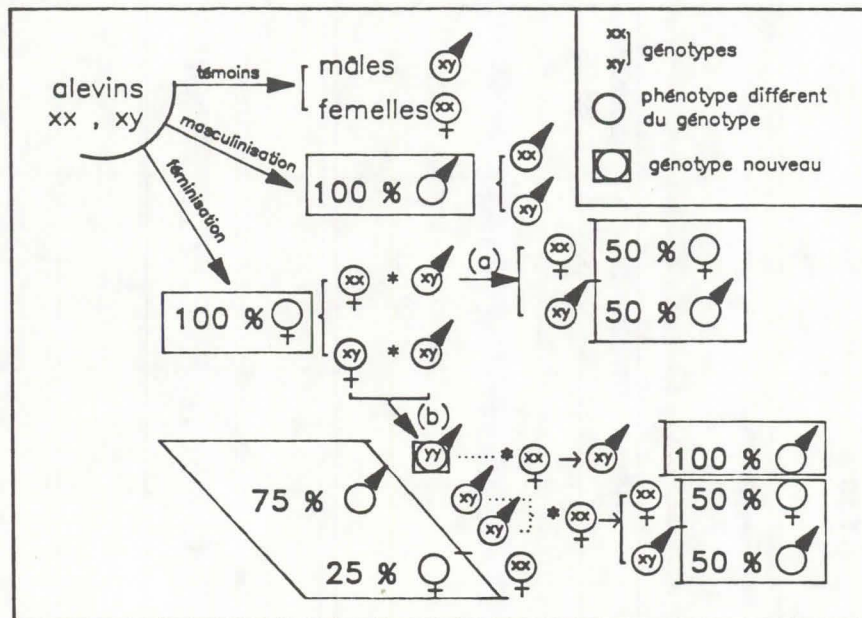 alevins
xx , xy
témoins
masculinisation
féminisation
mâles xy
femelles xx
100 %
xx
xy
100 %
xx * xy
(a)
xx
xy
50 %
50 %
xy * xy
(b)
yy * xx → xy
100 %
75 %
xy
xy
* xx →
xx
xy
50 %
50 %
25 %
xx
xx
xy
génotypes
phénotype différent
du génotype
génotype nouveau